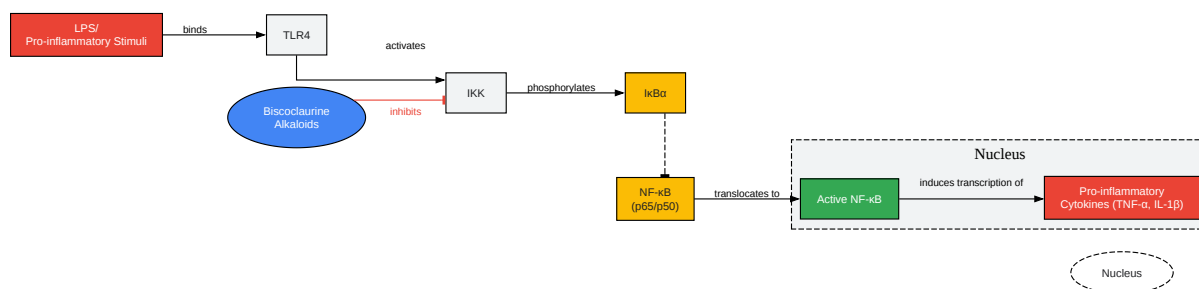 LPS/
Pro-inflammatory Stimuli
binds
TLR4
activates
Biscoclaurine
Alkaloids
inhibits
IKK
phosphorylates
IκBα
NF-κB
(p65/p50)
translocates to
Nucleus
Active NF-κB
induces transcription of
Pro-inflammatory
Cytokines (TNF-α, IL-1β)
Nucleus